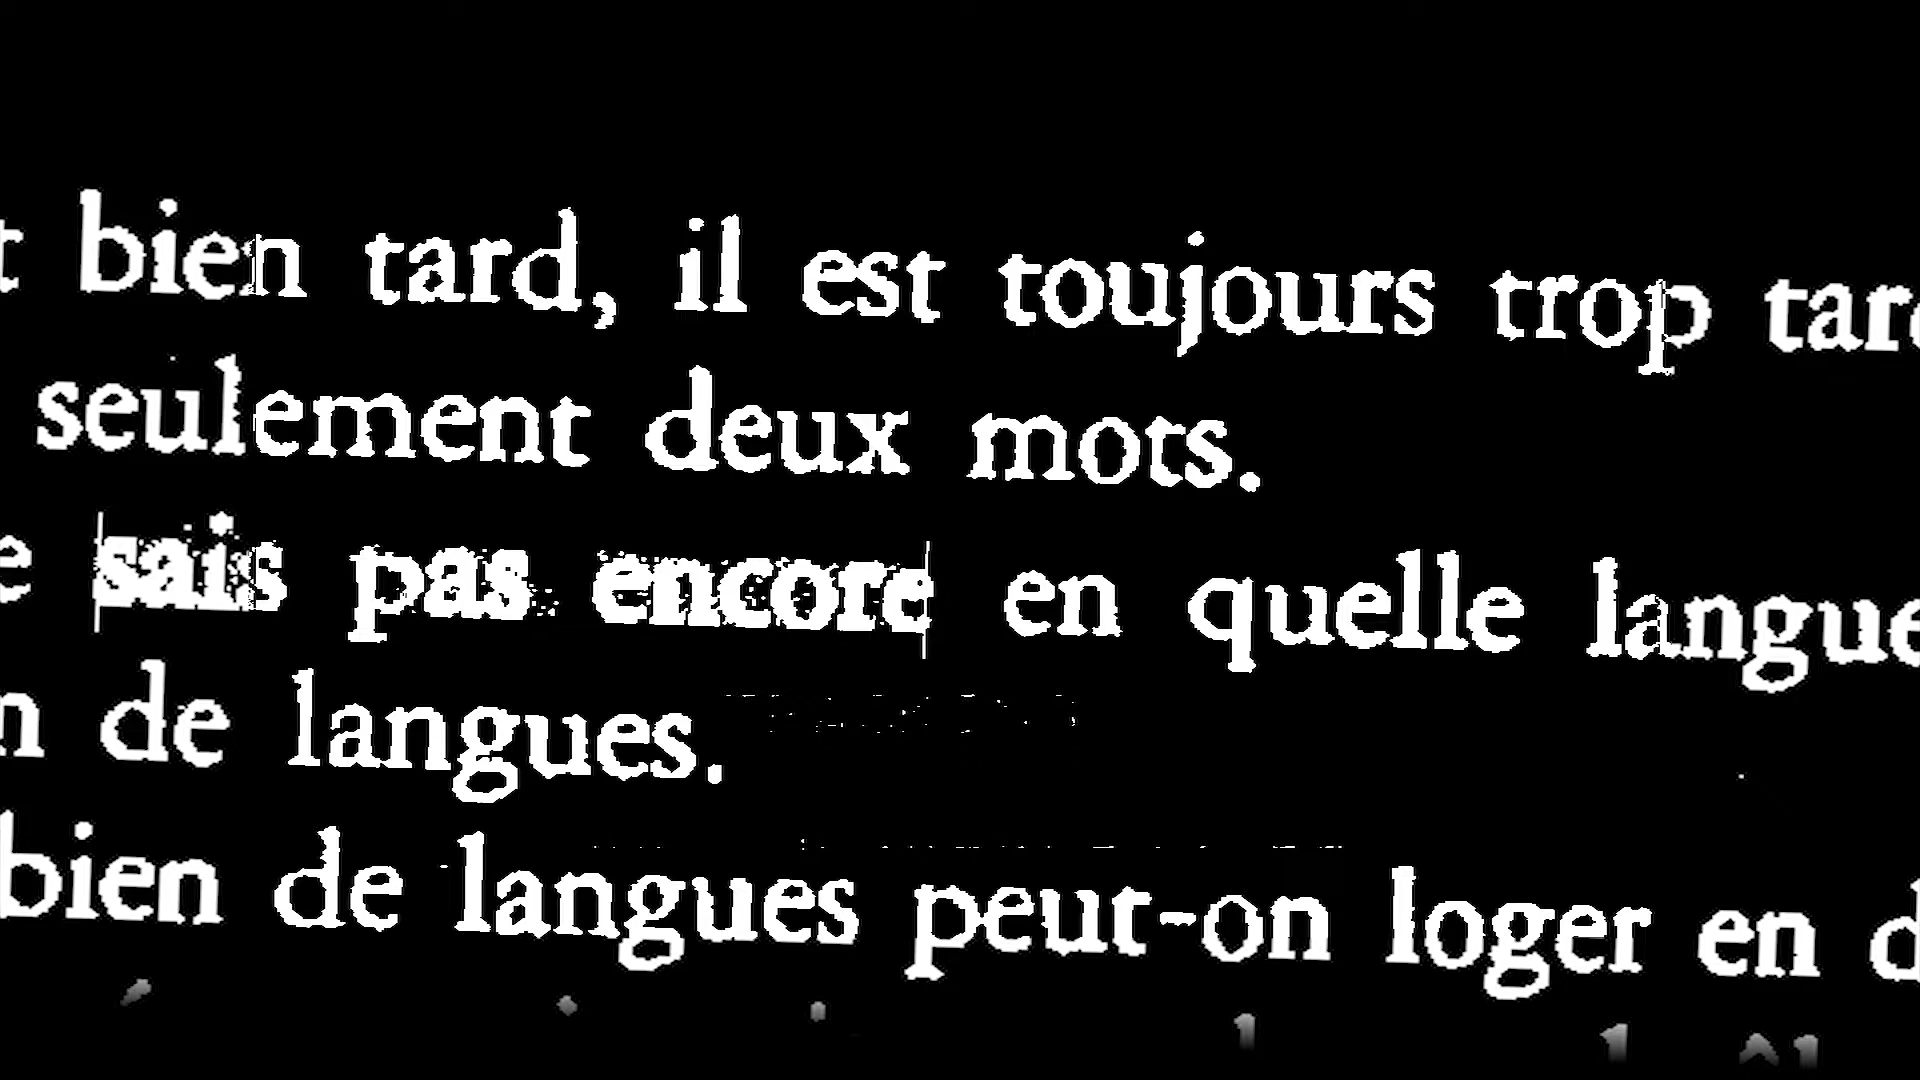 t bien tard, il est toujours trop tard
seulement deux mots.
e sais pas encore en quelle langue
n de langues.
bien de langues peut-on loger en d